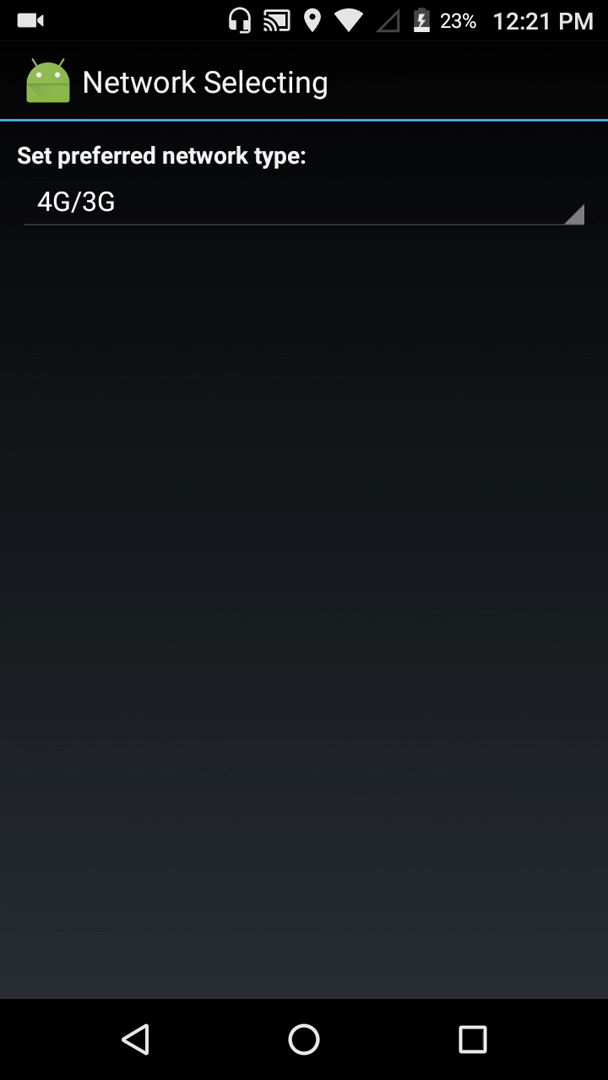 23% 12:21 PM
Network Selecting
Set preferred network type:
4G/3G